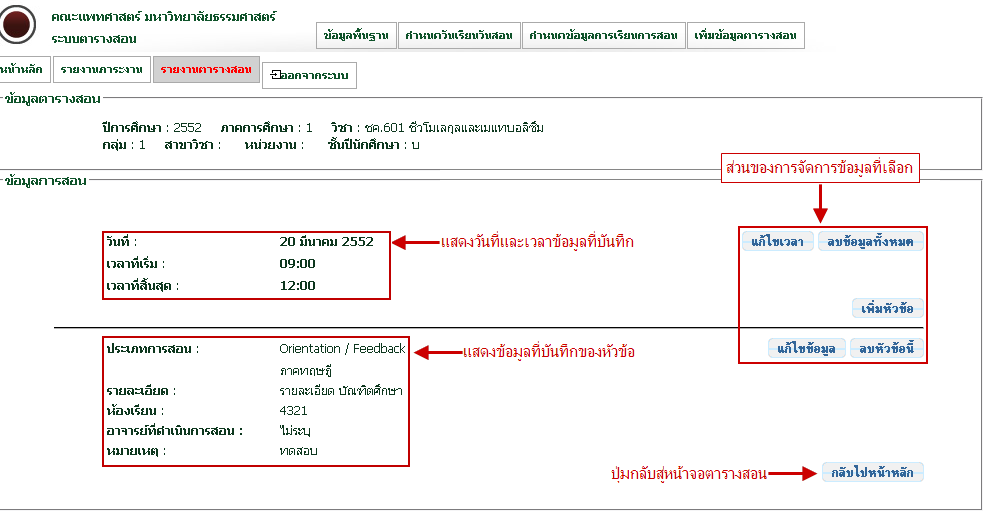 คณะแพทศาสตร์ มหาวิทยาลัยธรรมศาสตร์
ระบบตารางสอน
ข้อมูลพื้นฐาน กำหนดวันเรียนวันสอน กำหนดข้อมูลการเรียนการสอน เพิ่มข้อมูลตารางสอน
หน้าหลัก รายงานภาระงาน รายงานตารางสอน ออกจากระบบ
ข้อมูลตารางสอน
ปีการศึกษา : 2552 ภาคการศึกษา : 1 วิชา : ชค.601 ชีวโมเลกุลและเมแทบอลิซึม
กลุ่ม : 1 สาขาวิชา : หน่วยงาน : ชั้นปีนักศึกษา : บ
ส่วนของการจัดการข้อมูลที่เลือก
ข้อมูลการสอน
วันที่ : 20 มีนาคม 2552 แสดงวันที่และเวลาข้อมูลที่บันทึก แก้ไขเวลา ลบข้อมูลทั้งหมด
เวลาที่เริ่ม : 09:00
เวลาที่สิ้นสุด : 12:00
เพิ่มหัวข้อ
ประเภทการสอน : Orientation / Feedback แสดงข้อมูลที่บันทึกของหัวข้อ แก้ไขข้อมูล ลบหัวข้อนี้
ภาคทฤษฎี
รายละเอียด : รายละเอียด บัณฑิตศึกษา
ห้องเรียน : 4321
อาจารย์ที่ดำเนินการสอน : ไม่ระบุ
หมายเหตุ : ทดสอบ
ปุ่มกลับสู่หน้าจอตารางสอน กลับไปหน้าหลัก